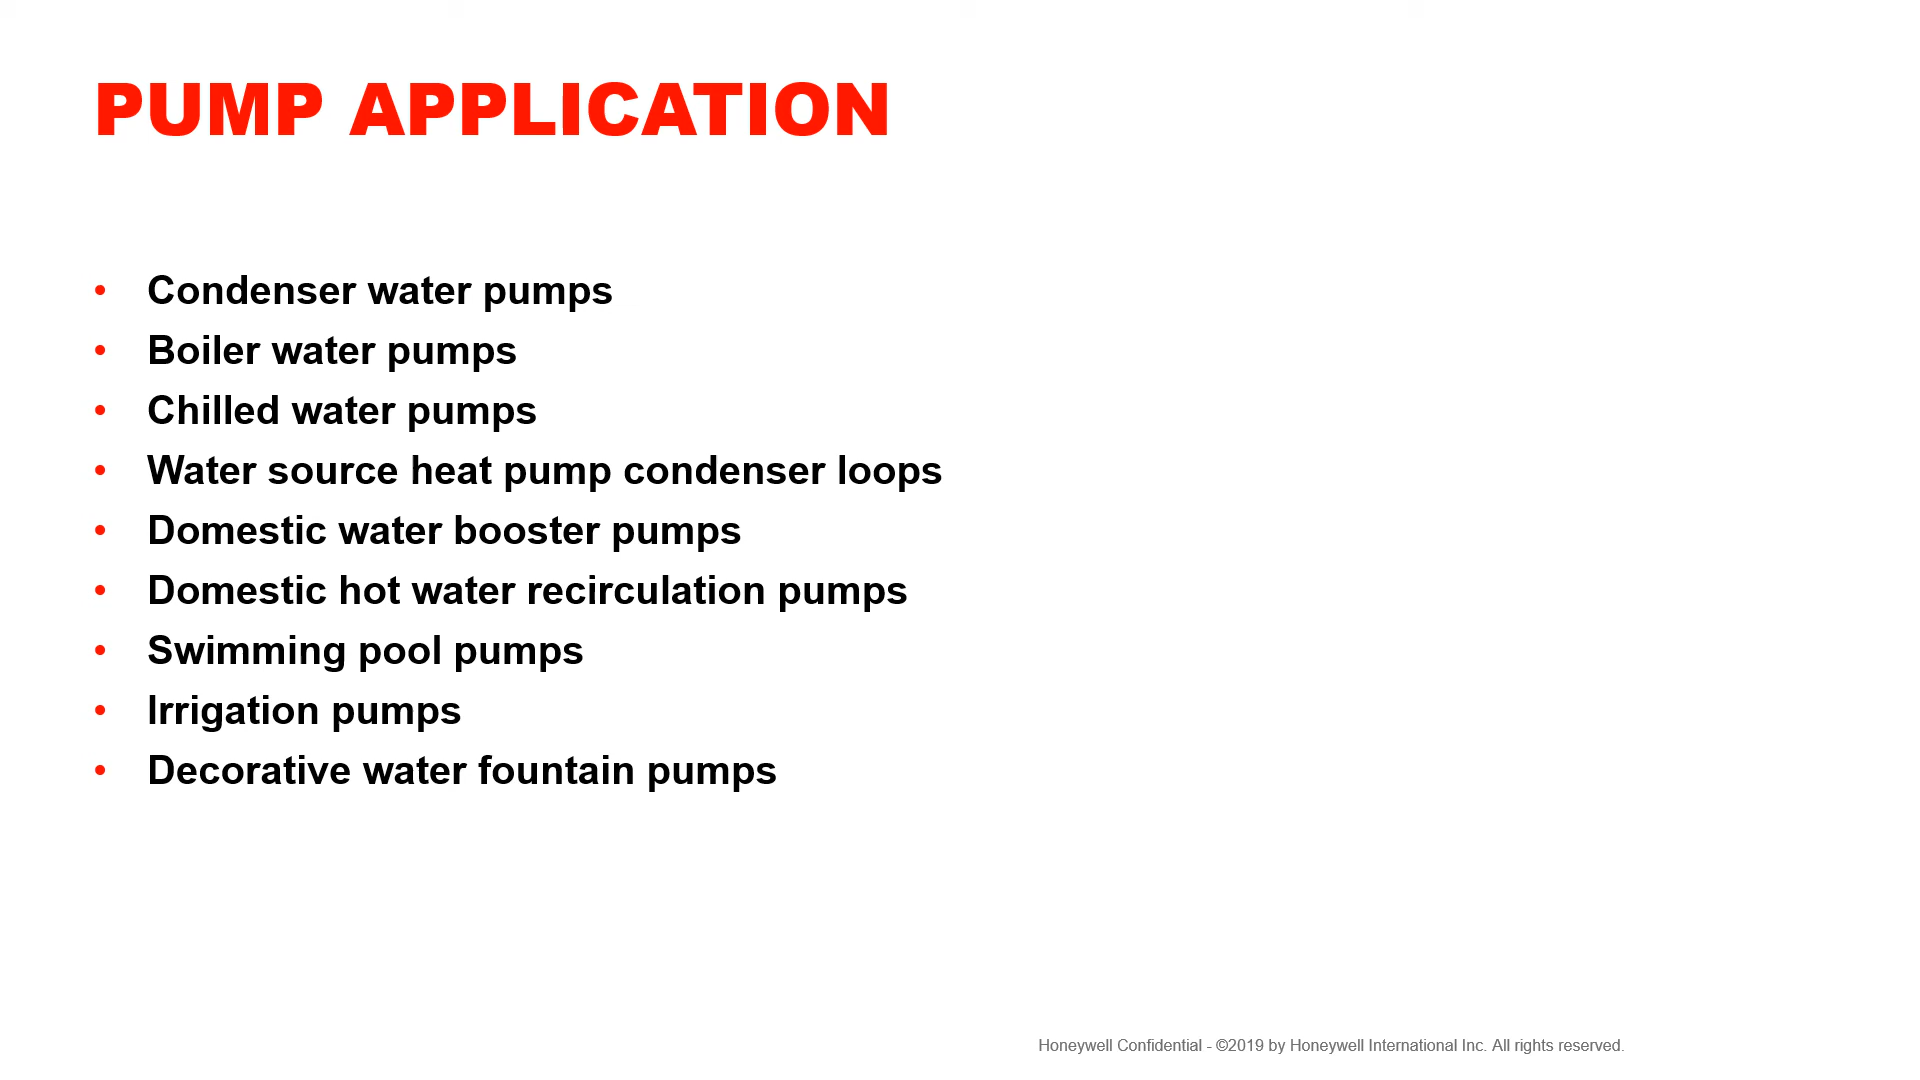 PUMP APPLICATION
• Condenser water pumps
• Boiler water pumps
• Chilled water pumps
• Water source heat pump condenser loops
• Domestic water booster pumps
• Domestic hot water recirculation pumps
• Swimming pool pumps
• Irrigation pumps
• Decorative water fountain pumps
Honeywell Confidential - ©2019 by Honeywell International Inc. All rights reserved.